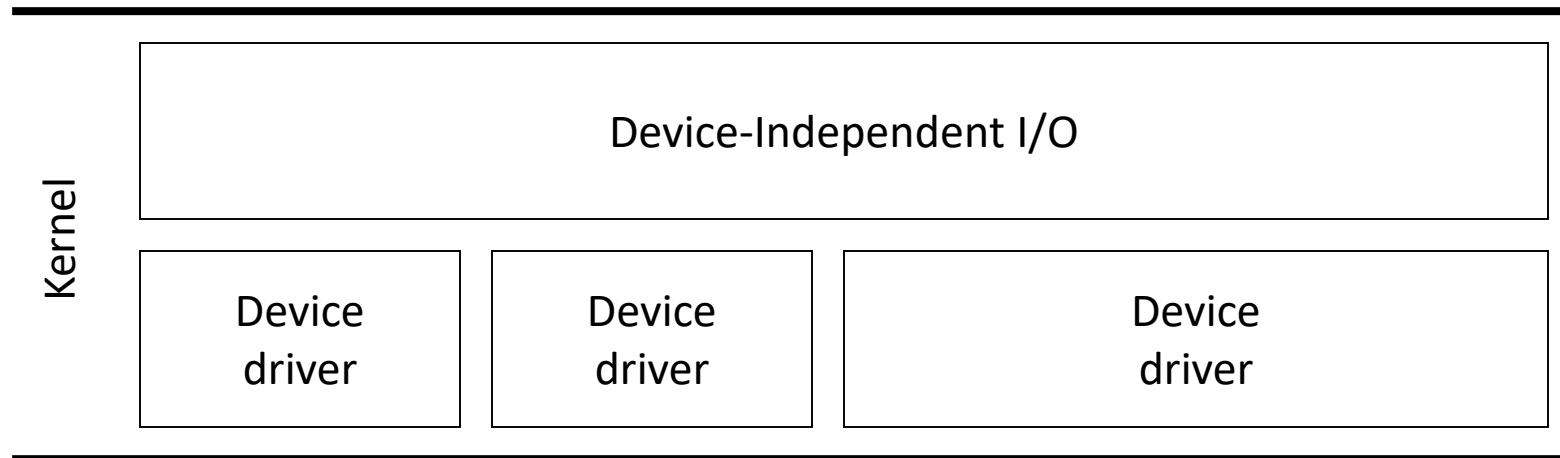 Device-Independent I/O
Kernel
Device
driver
Device
driver
Device
driver